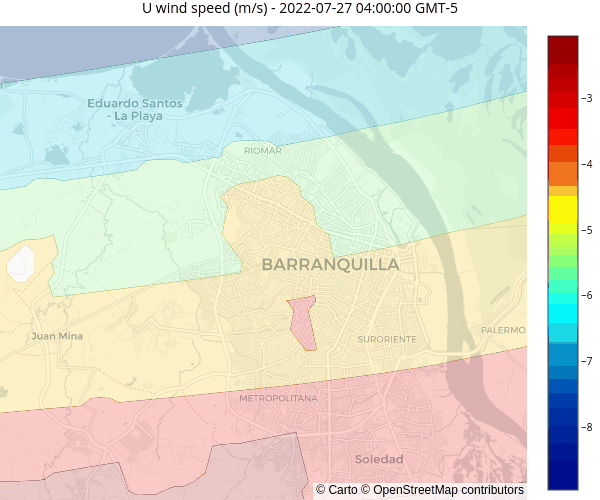 U wind speed (m/s) - 2022-07-27 04:00:00 GMT-5
Eduardo Santos
- La Playa
RIOMAR
BARRANQUILLA
Juan Mina
SURORIENTE
PALERMO
METROPOLITANA
Soledad
© Carto © OpenStreetMap contributors
−3
−4
−5
−6
−7
−8